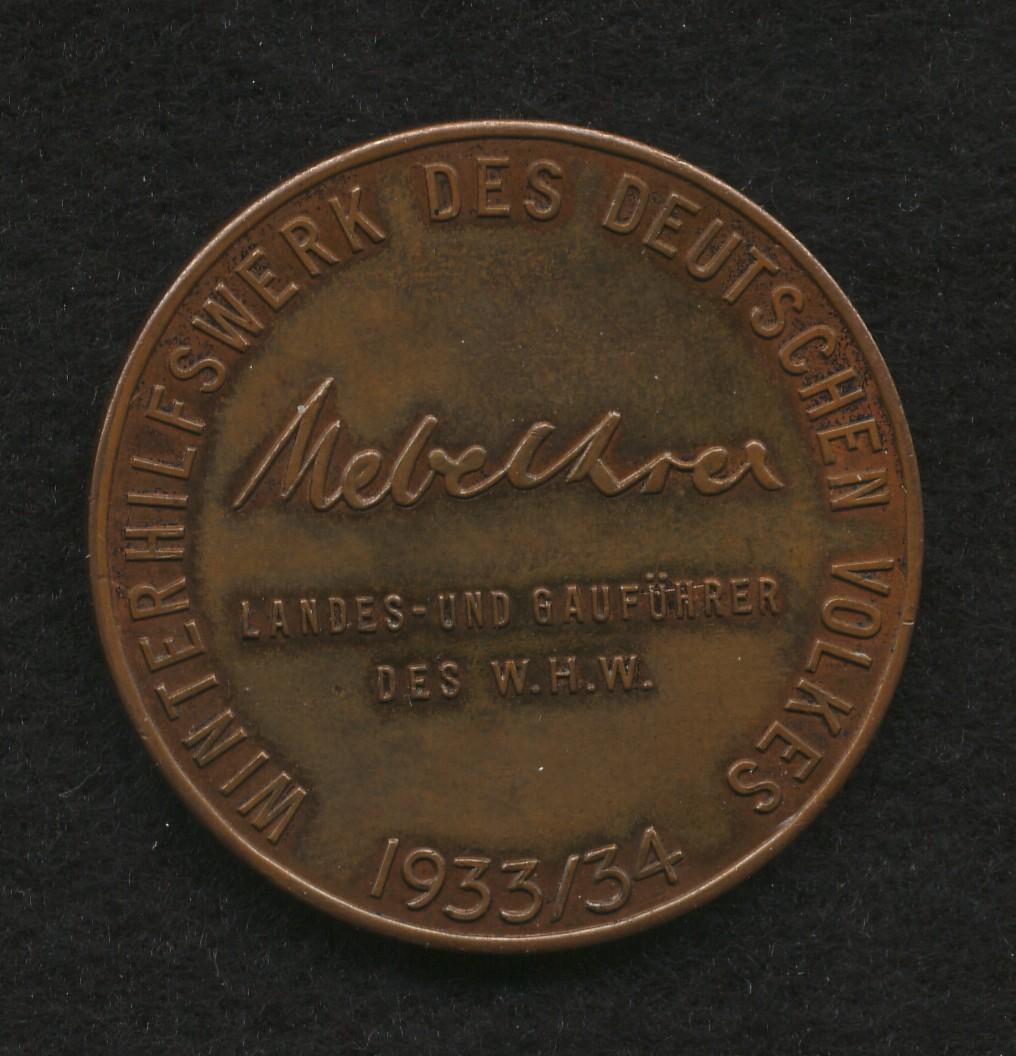 WINTERHILFSWERK DES DEUTSCHEN VOLKES
LANDES-UND GAUFÜHRER
DES W.H.W.
1933/34